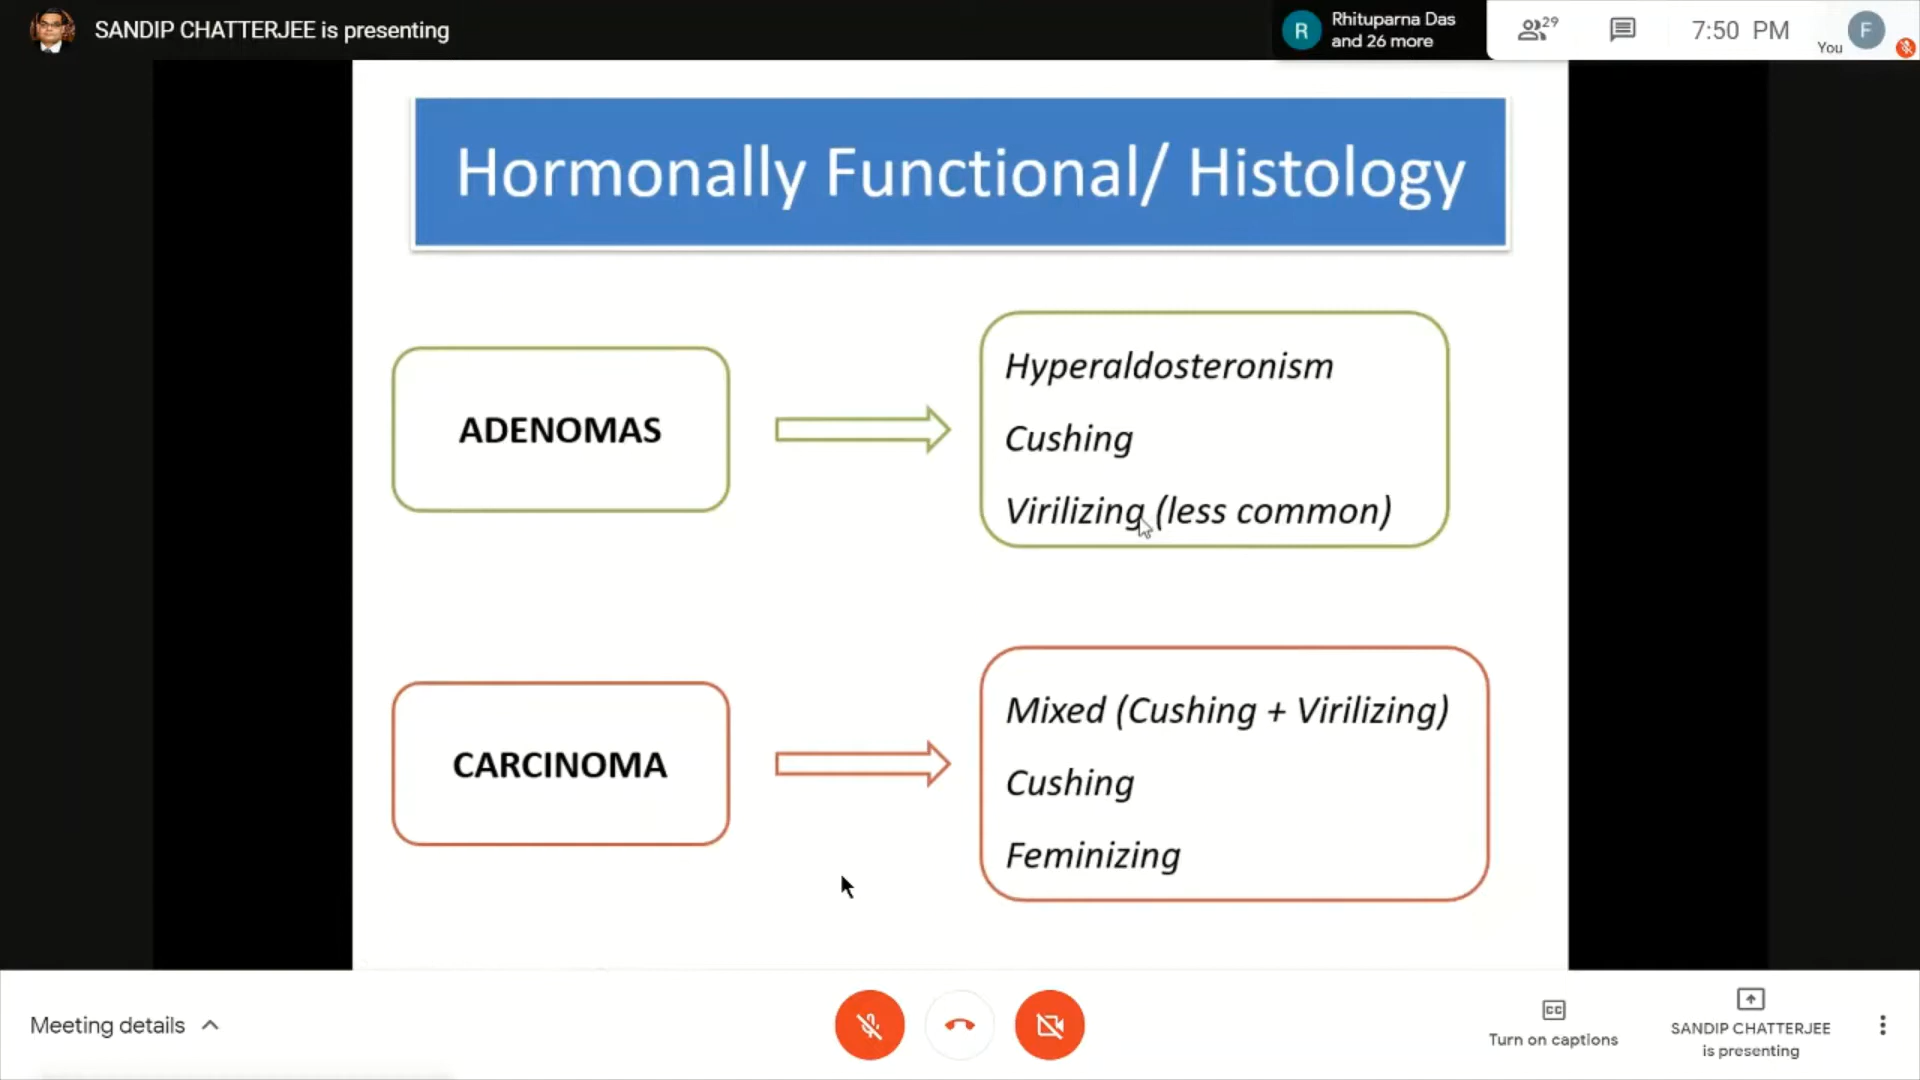 SANDIP CHATTERJEE is presenting
R
Rhituparna Das
and 26 more
29
7:50 PM
You
F
Hormonally Functional/ Histology
ADENOMAS
Hyperaldosteronism
Cushing
Virilizing (less common)
CARCINOMA
Mixed (Cushing + Virilizing)
Cushing
Feminizing
Meeting details
CC
Turn on captions
SANDIP CHATTERJEE
is presenting